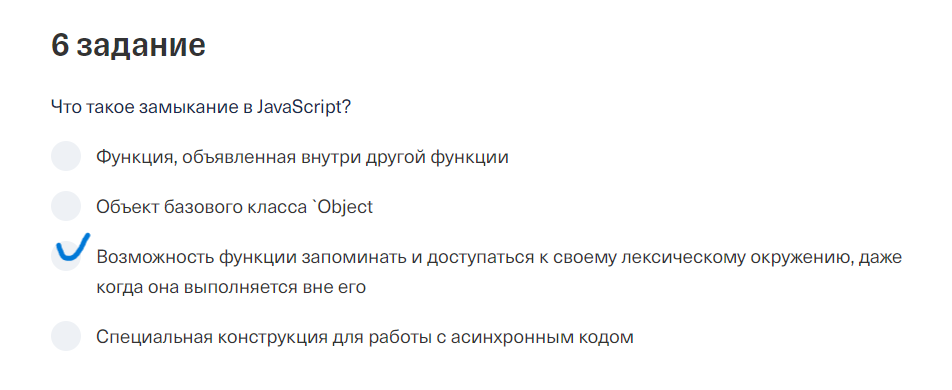 6 задание
Что такое замыкание в JavaScript?
Функция, объявленная внутри другой функции
Объект базового класса `Object
Возможность функции запоминать и доступаться к своему лексическому окружению, даже
когда она выполняется вне его
Специальная конструкция для работы с асинхронным кодом